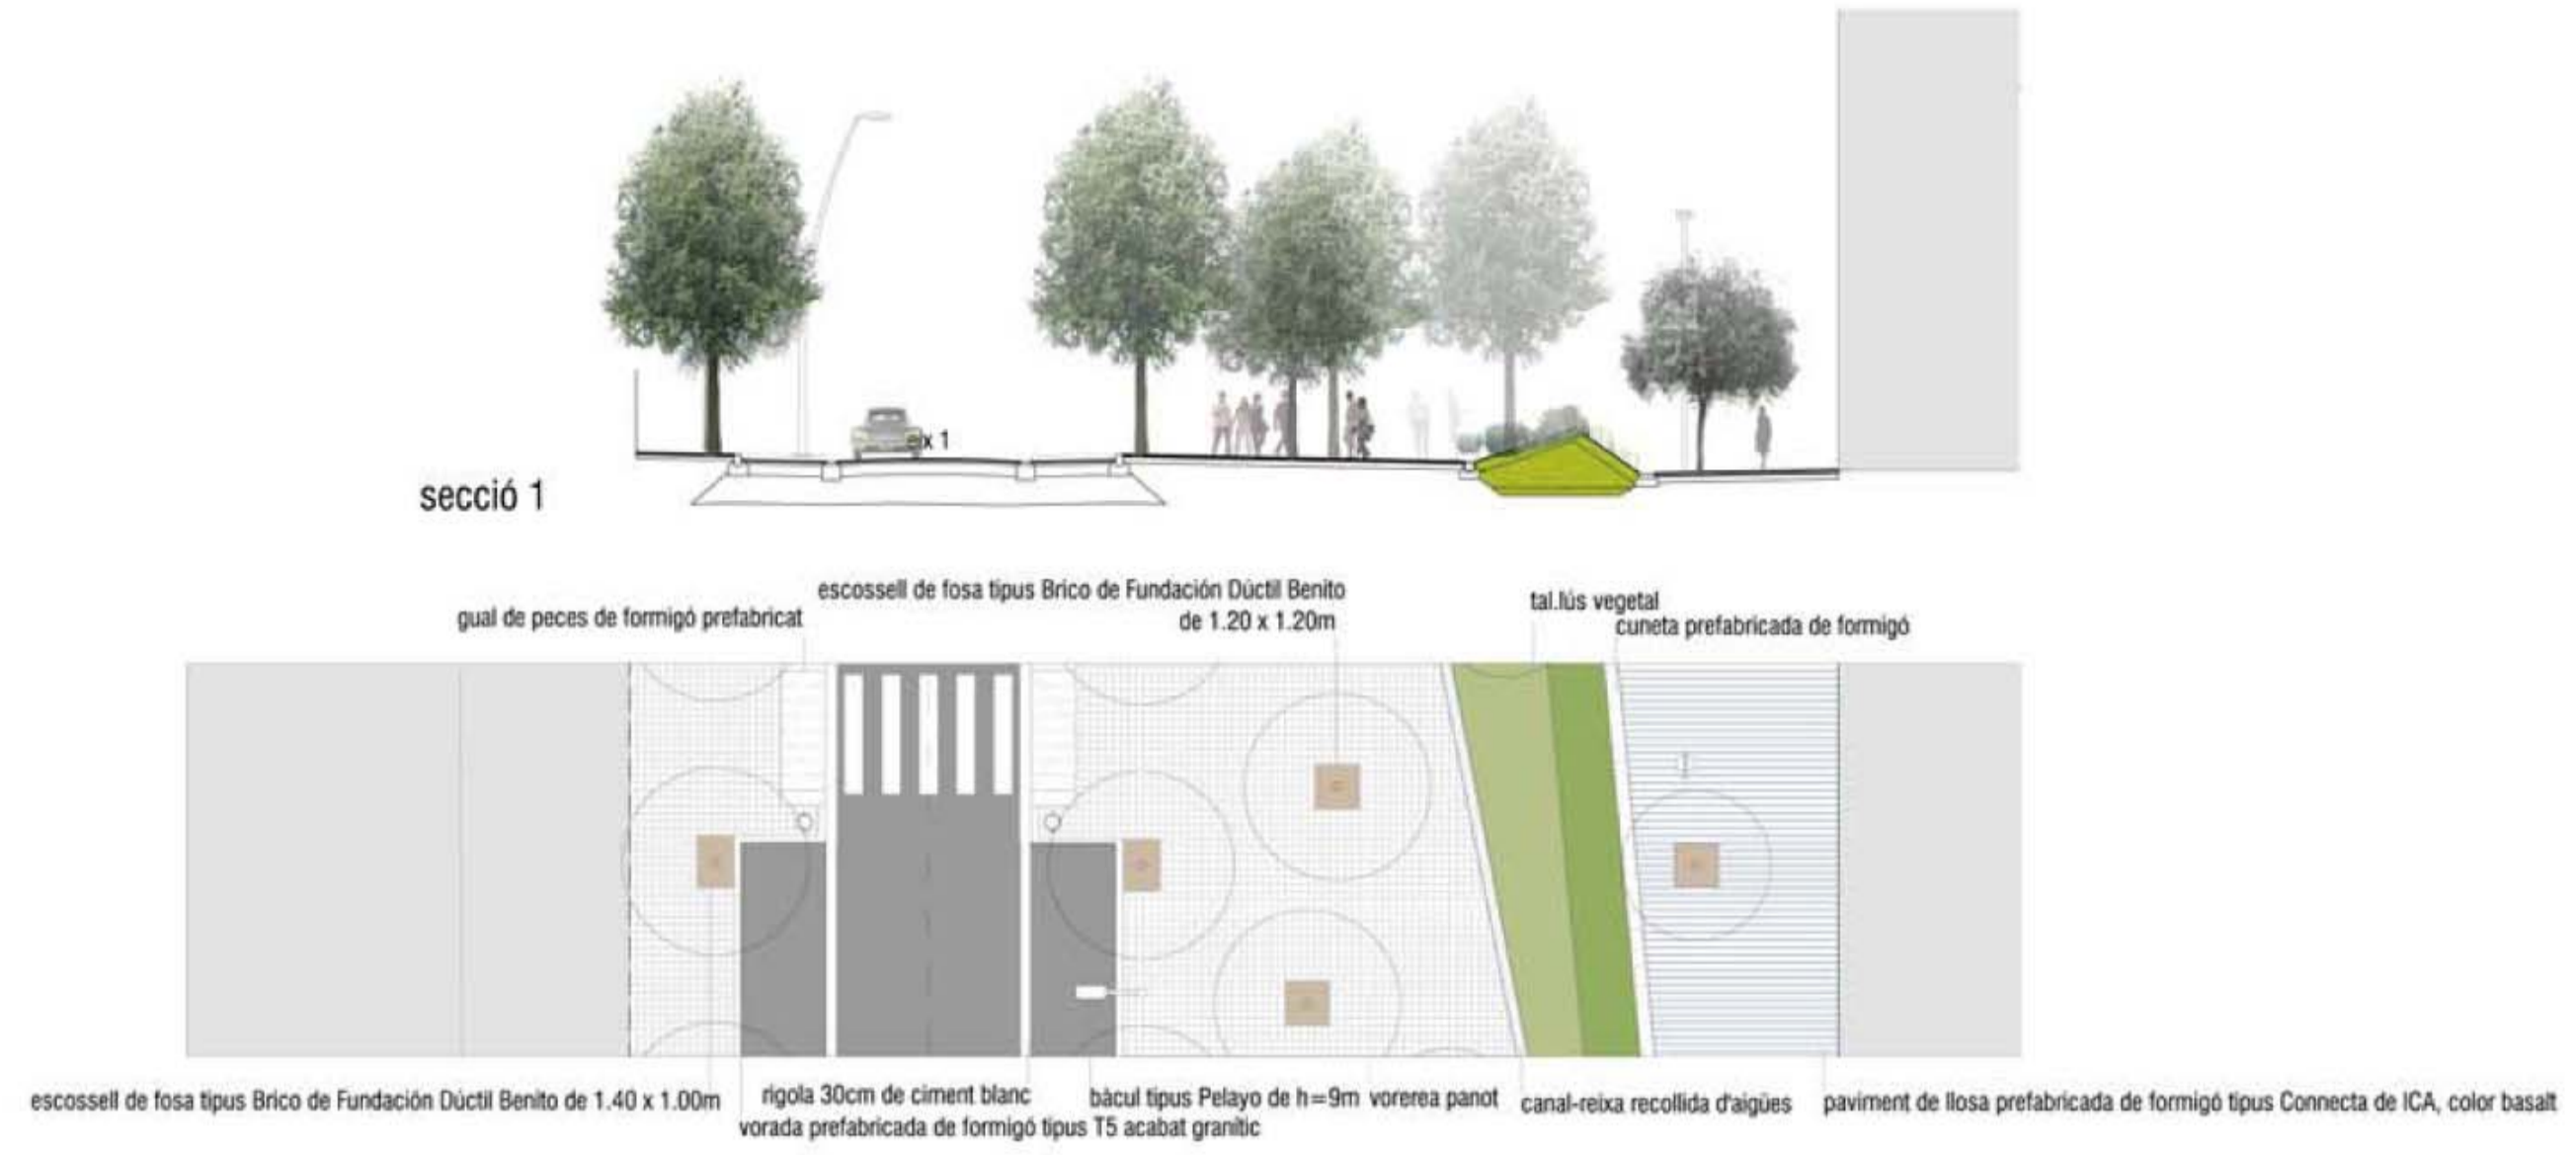 x 1
secció 1
escossell de fosa tipus Brico de Fundación Dúctil Benito
de 1.20 x 1.20m
gual de peces de formigó prefabricat
tal.lús vegetal
cuneta prefabricada de formigó
escossell de fosa tipus Brico de Fundación Dúctil Benito de 1.40 x 1.00m
rigola 30cm de ciment blanc
vorada prefabricada de formigó tipus T5 acabat granític
bàcul tipus Pelayo de h=9m
vorerea panot
canal-reixa recollida d'aigües
paviment de llosa prefabricada de formigó tipus Connecta de ICA, color basalt